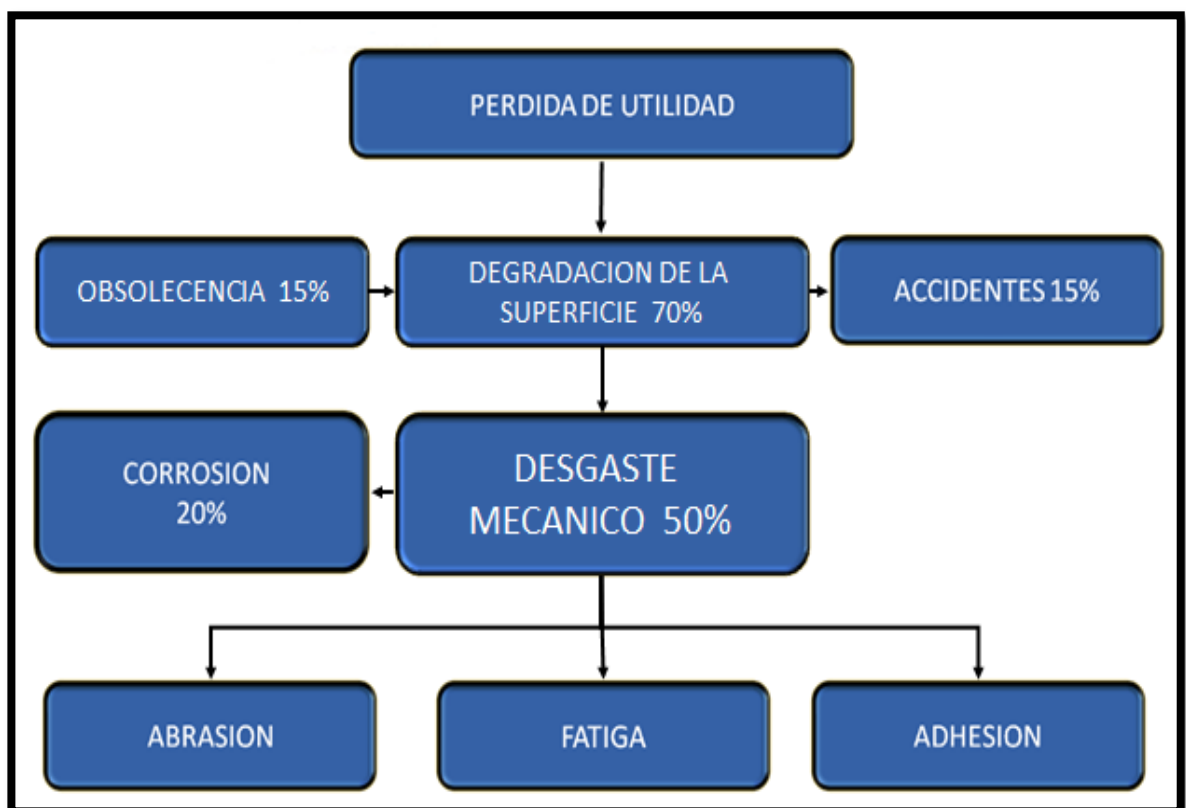 PERDIDA DE UTILIDAD
OBSOLECENCIA 15%
DEGRADACION DE LA
SUPERFICIE 70%
ACCIDENTES 15%
CORROSION
20%
DESGASTE
MECANICO 50%
ABRASION
FATIGA
ADHESION